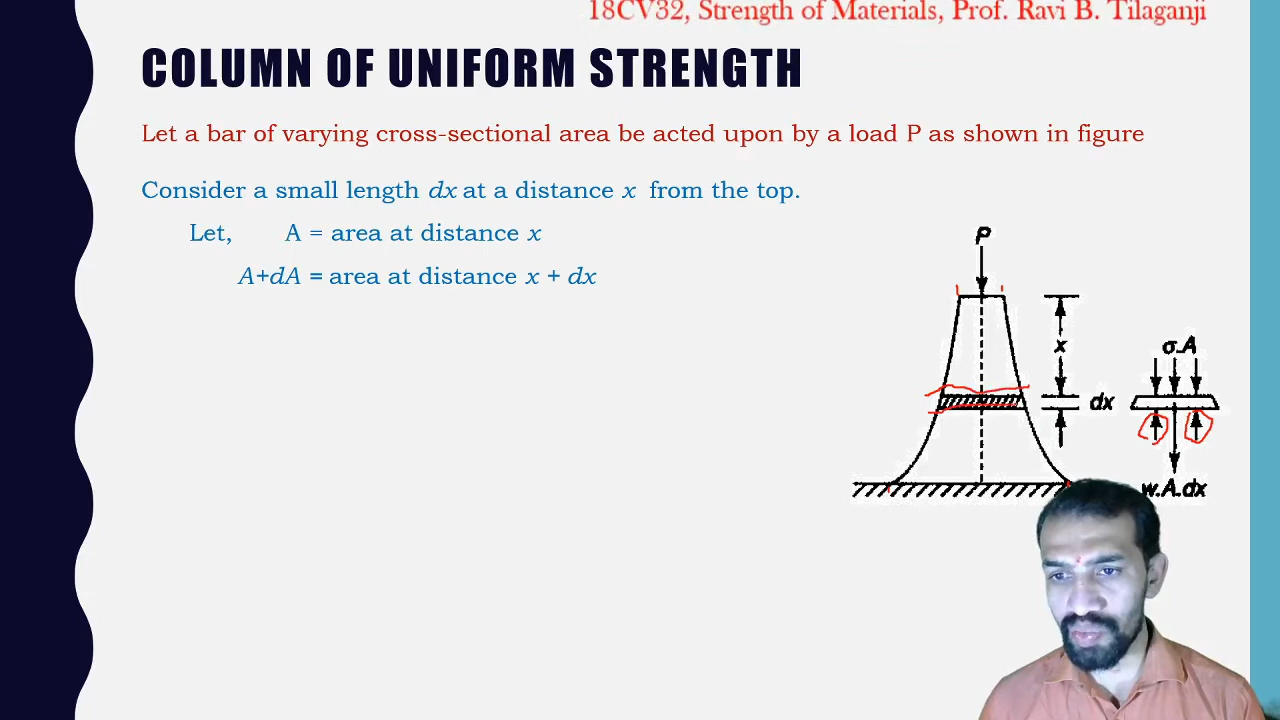 18CV32, Strength of Materials, Prof. Ravi B. Tilaganji
COLUMN OF UNIFORM STRENGTH
Let a bar of varying cross-sectional area be acted upon by a load P as shown in figure
Consider a small length dx at a distance x from the top.
Let, A = area at distance x
A+dA = area at distance x + dx
P
x
dx
σ.A
w.A.dx